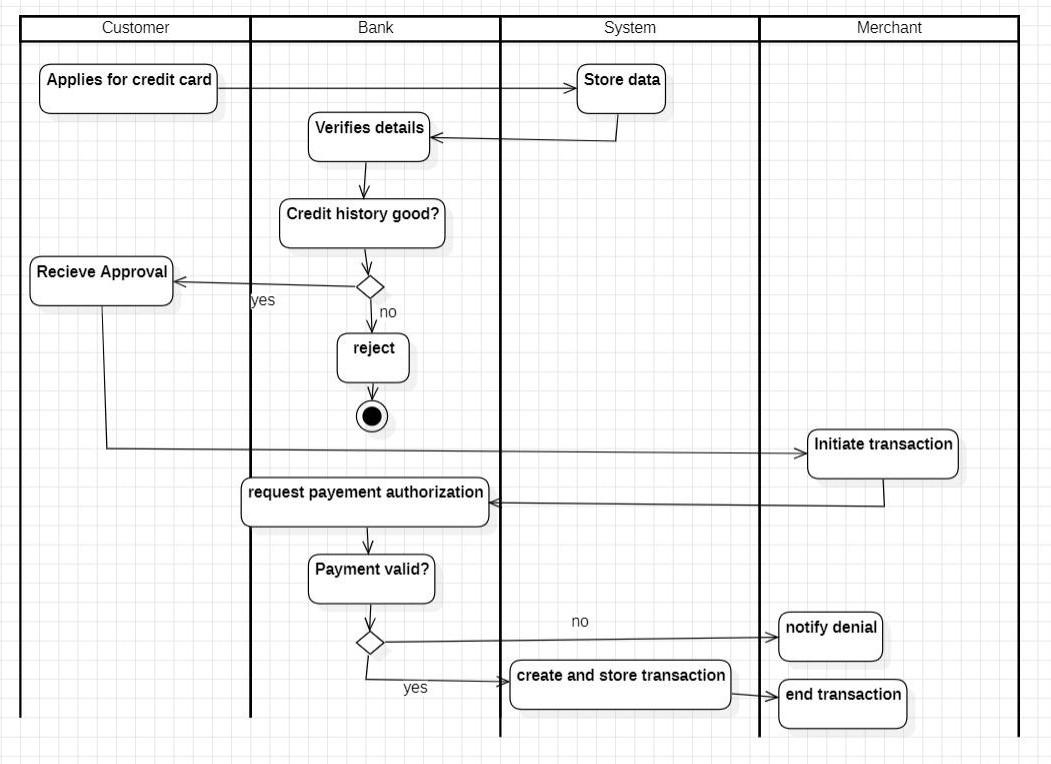 Customer
Bank
System
Merchant
Applies for credit card
Store data
Verifies details
Credit history good?
Recieve Approval
yes
no
reject
Initiate transaction
request payement authorization
Payment valid?
no
notify denial
create and store transaction
yes
end transaction